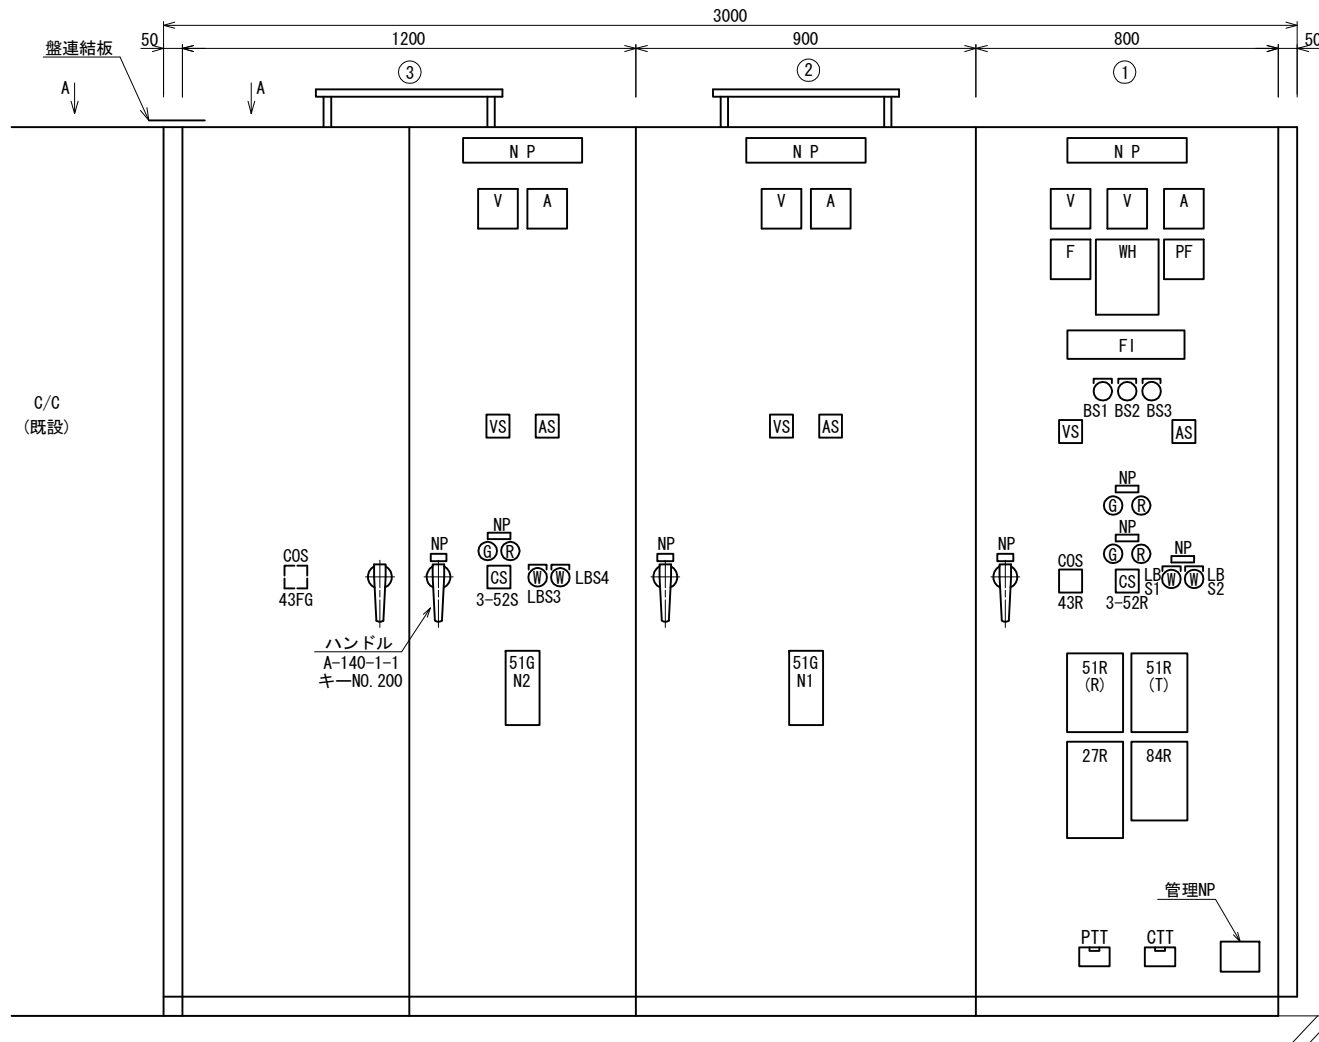 3000
50
1200
900
800
50
盤連結板
③
②
①
A
A
NP
NP
NP
V
A
V
A
V
V
A
F
WH
PF
FI
C/C
(既設)
BS1
BS2
BS3
VS
AS
VS
AS
VS
AS
NP
G
R
NP
NP
NP
G
R
NP
NP
NP
G
R
NP
COS
43FG
CS
3-52S
W
W
LBS3
LBS4
COS
43R
CS
3-52R
LB
S1
W
W
LB
S2
ハンドル
A-140-1-1
キーNO.200
51G
N2
51G
N1
51R
(R)
51R
(T)
27R
84R
管理NP
PTT
CTT